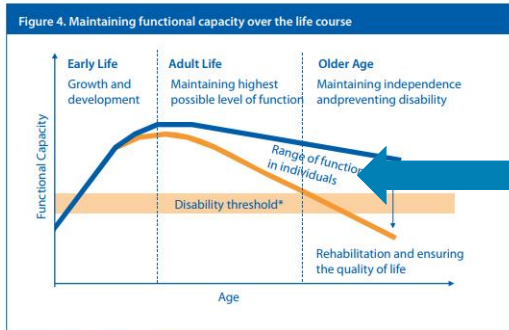 Figure 4. Maintaining functional capacity over the life course
Early Life
Growth and
development
Adult Life
Maintaining highest
possible level of function
Older Age
Maintaining independence
andpreventing disability
Functional Capacity
Range of function
in individuals
Disability threshold*
Rehabilitation and ensuring
the quality of life
Age